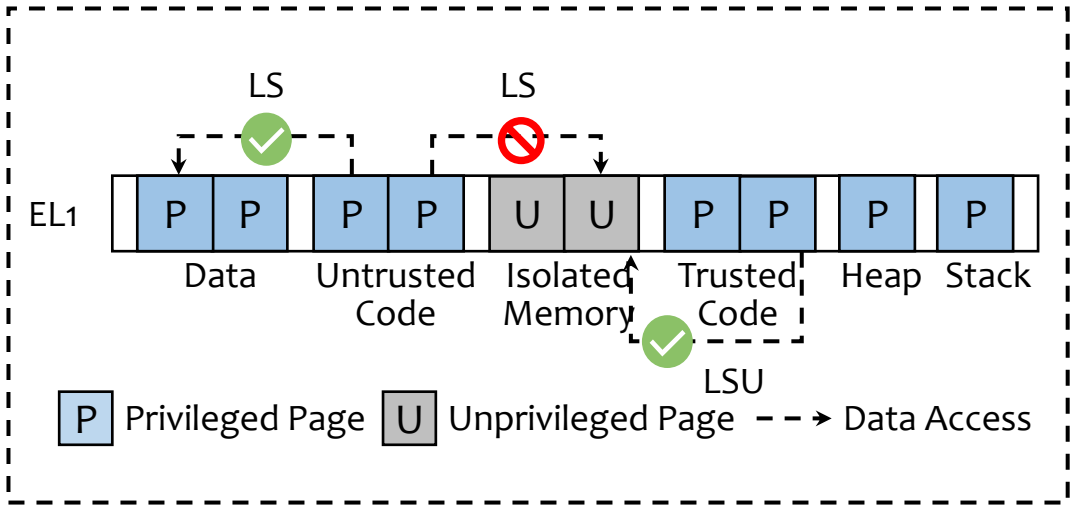 LS LS
EL1 P P P P U U P P P P
Data Untrusted Isolated Trusted Heap Stack
Code Memory Code
LSU
P Privileged Page U Unprivileged Page Data Access